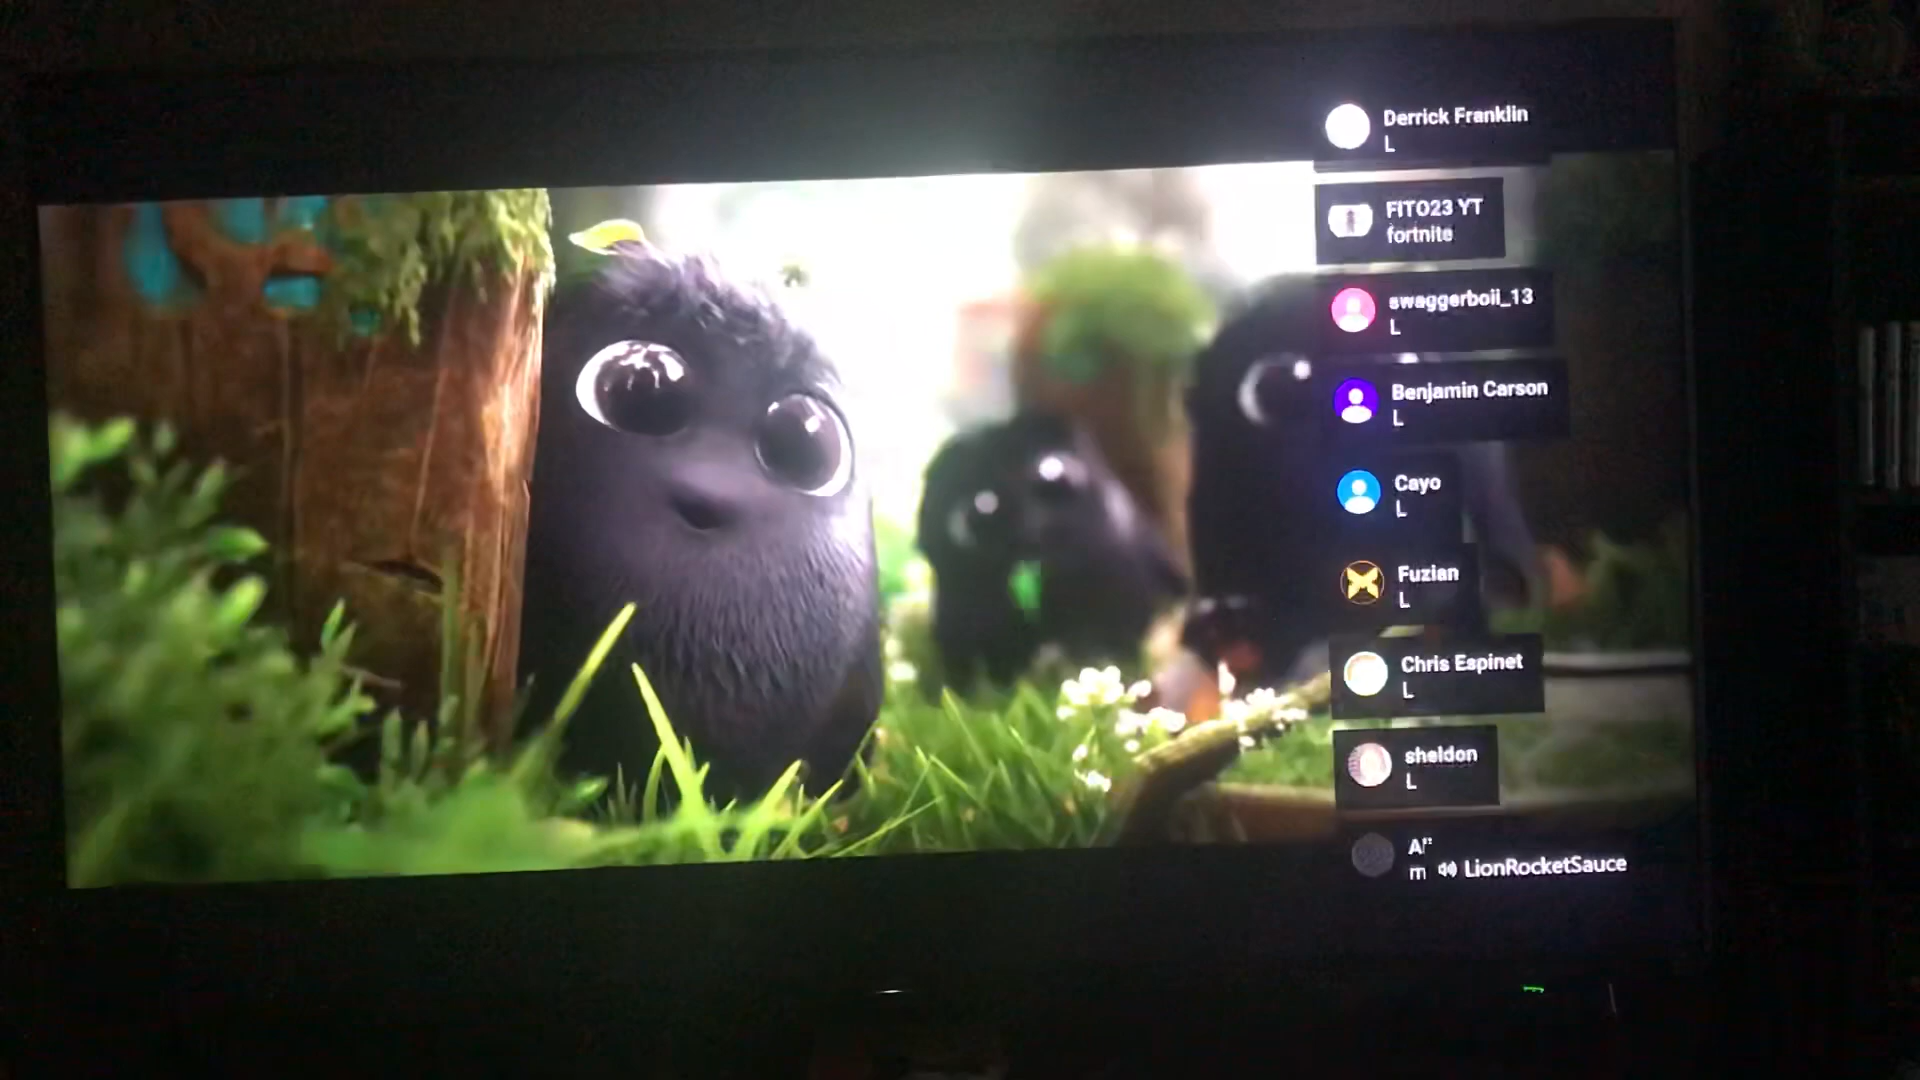 Derrick Franklin
L
FITO23 YT
fortnite
swaggerboii_13
L
Benjamin Carson
L
Cayo
L
Fuzian
L
Chris Espinet
L
sheldon
L
LionRocketSauce